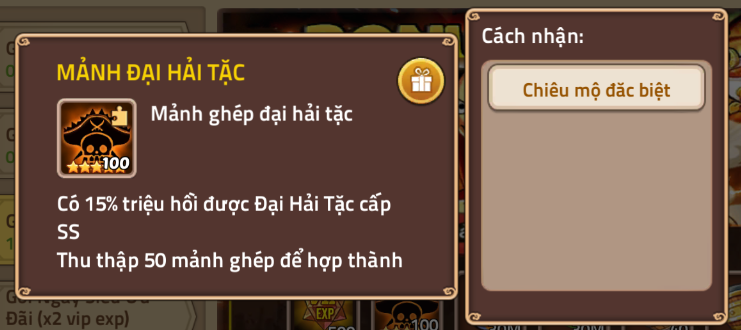 MẢNH ĐẠI HẢI TẶC
Mảnh ghép đại hải tặc
100
Có 15% triệu hồi được Đại Hải Tặc cấp
SS
Thu thập 50 mảnh ghép để hợp thành
Cách nhận:
Chiêu mộ đăc biệt
Đãi (x2 vip exp)
EXP
100